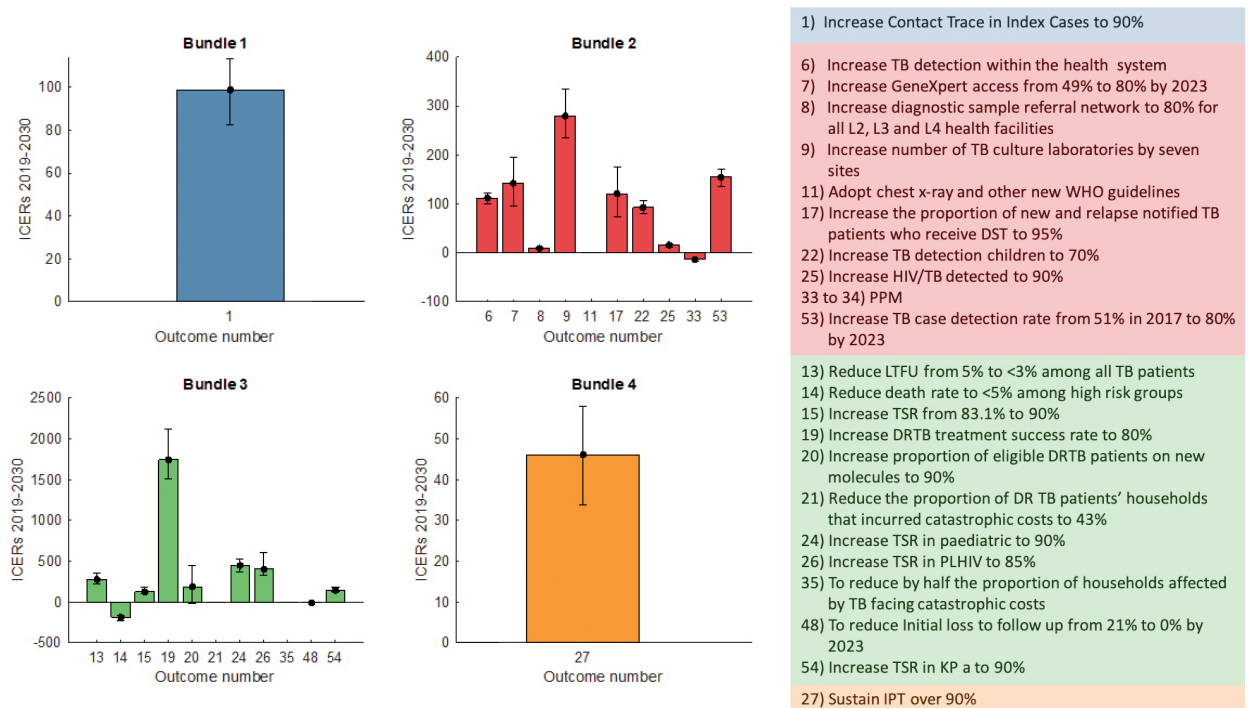 Bundle 1
100
80
60
40
20
0
ICERs 2019-2030
1
Outcome number
Bundle 2
400
300
200
100
0
-100
ICERs 2019-2030
6 7 8 9 11 17 22 25 33 53
Outcome number
Bundle 3
2500
2000
1500
1000
500
0
-500
ICERs 2019-2030
13 14 15 19 20 21 24 26 35 48 54
Outcome number
Bundle 4
60
50
40
30
20
10
0
ICERs 2019-2030
27
Outcome number
1) Increase Contact Trace in Index Cases to 90%
6) Increase TB detection within the health system
7) Increase GeneXpert access from 49% to 80% by 2023
8) Increase diagnostic sample referral network to 80% for
all L2, L3 and L4 health facilities
9) Increase number of TB culture laboratories by seven
sites
11) Adopt chest x-ray and other new WHO guidelines
17) Increase the proportion of new and relapse notified TB
patients who receive DST to 95%
22) Increase TB detection children to 70%
25) Increase HIV/TB detected to 90%
33 to 34) PPM
53) Increase TB case detection rate from 51% in 2017 to 80%
by 2023
13) Reduce LTFU from 5% to <3% among all TB patients
14) Reduce death rate to <5% among high risk groups
15) Increase TSR from 83.1% to 90%
19) Increase DRTB treatment success rate to 80%
20) Increase proportion of eligible DRTB patients on new
molecules to 90%
21) Reduce the proportion of DR TB patients' households
that incurred catastrophic costs to 43%
24) Increase TSR in paediatric to 90%
26) Increase TSR in PLHIV to 85%
35) To reduce by half the proportion of households affected
by TB facing catastrophic costs
48) To reduce Initial loss to follow up from 21% to 0% by
2023
54) Increase TSR in KP a to 90%
27) Sustain IPT over 90%